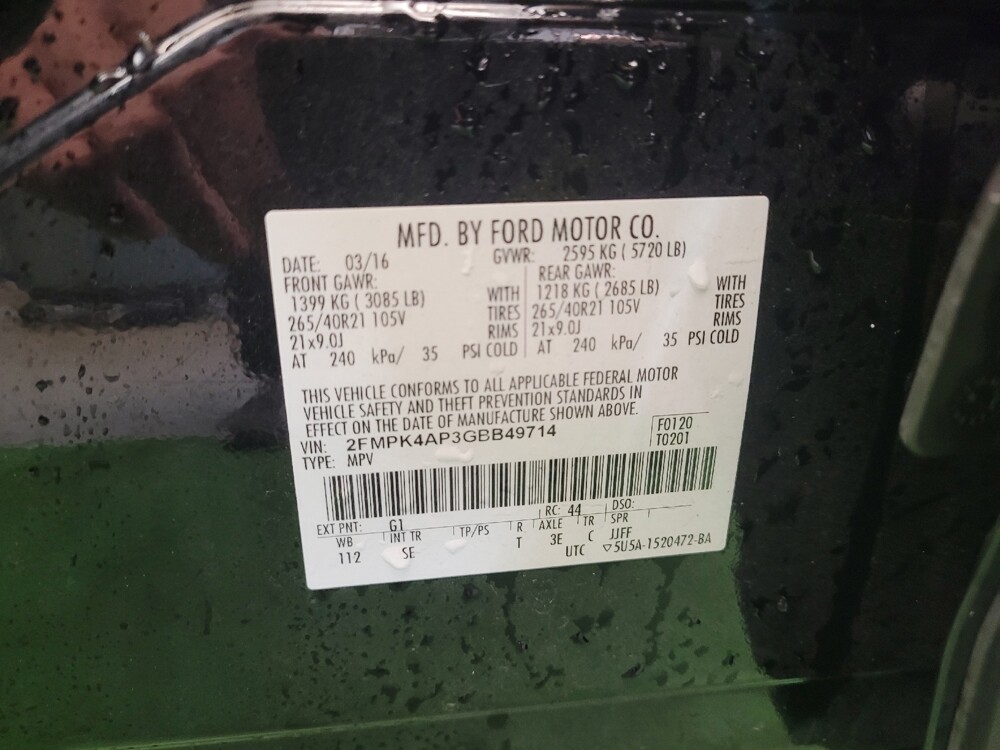 MFD. BY FORD MOTOR CO.
DATE: 03/16 GVWR: 2595 KG ( 5720 LB)
FRONT GAWR: REAR GAWR:
1399 KG ( 3085 LB) WITH 1218 KG ( 2685 LB) WITH
265/40R21 105V TIRES 265/40R21 105V TIRES
21x9.0J RIMS 21x9.0J RIMS
AT 240 kPa/ 35 PSI COLD AT 240 kPa/ 35 PSI COLD
THIS VEHICLE CONFORMS TO ALL APPLICABLE FEDERAL MOTOR
VEHICLE SAFETY AND THEFT PREVENTION STANDARDS IN
EFFECT ON THE DATE OF MANUFACTURE SHOWN ABOVE.
VIN: 2FMPK4AP3GBB49714 F0120
TYPE: MPV T0201
EXT PNT: G1 RC: 44 DSO:
WB INT TR TP/PS R AXLE TR SPR
112 SE T 3E C JJFF
UTC ▽5U5A-1520472-BA